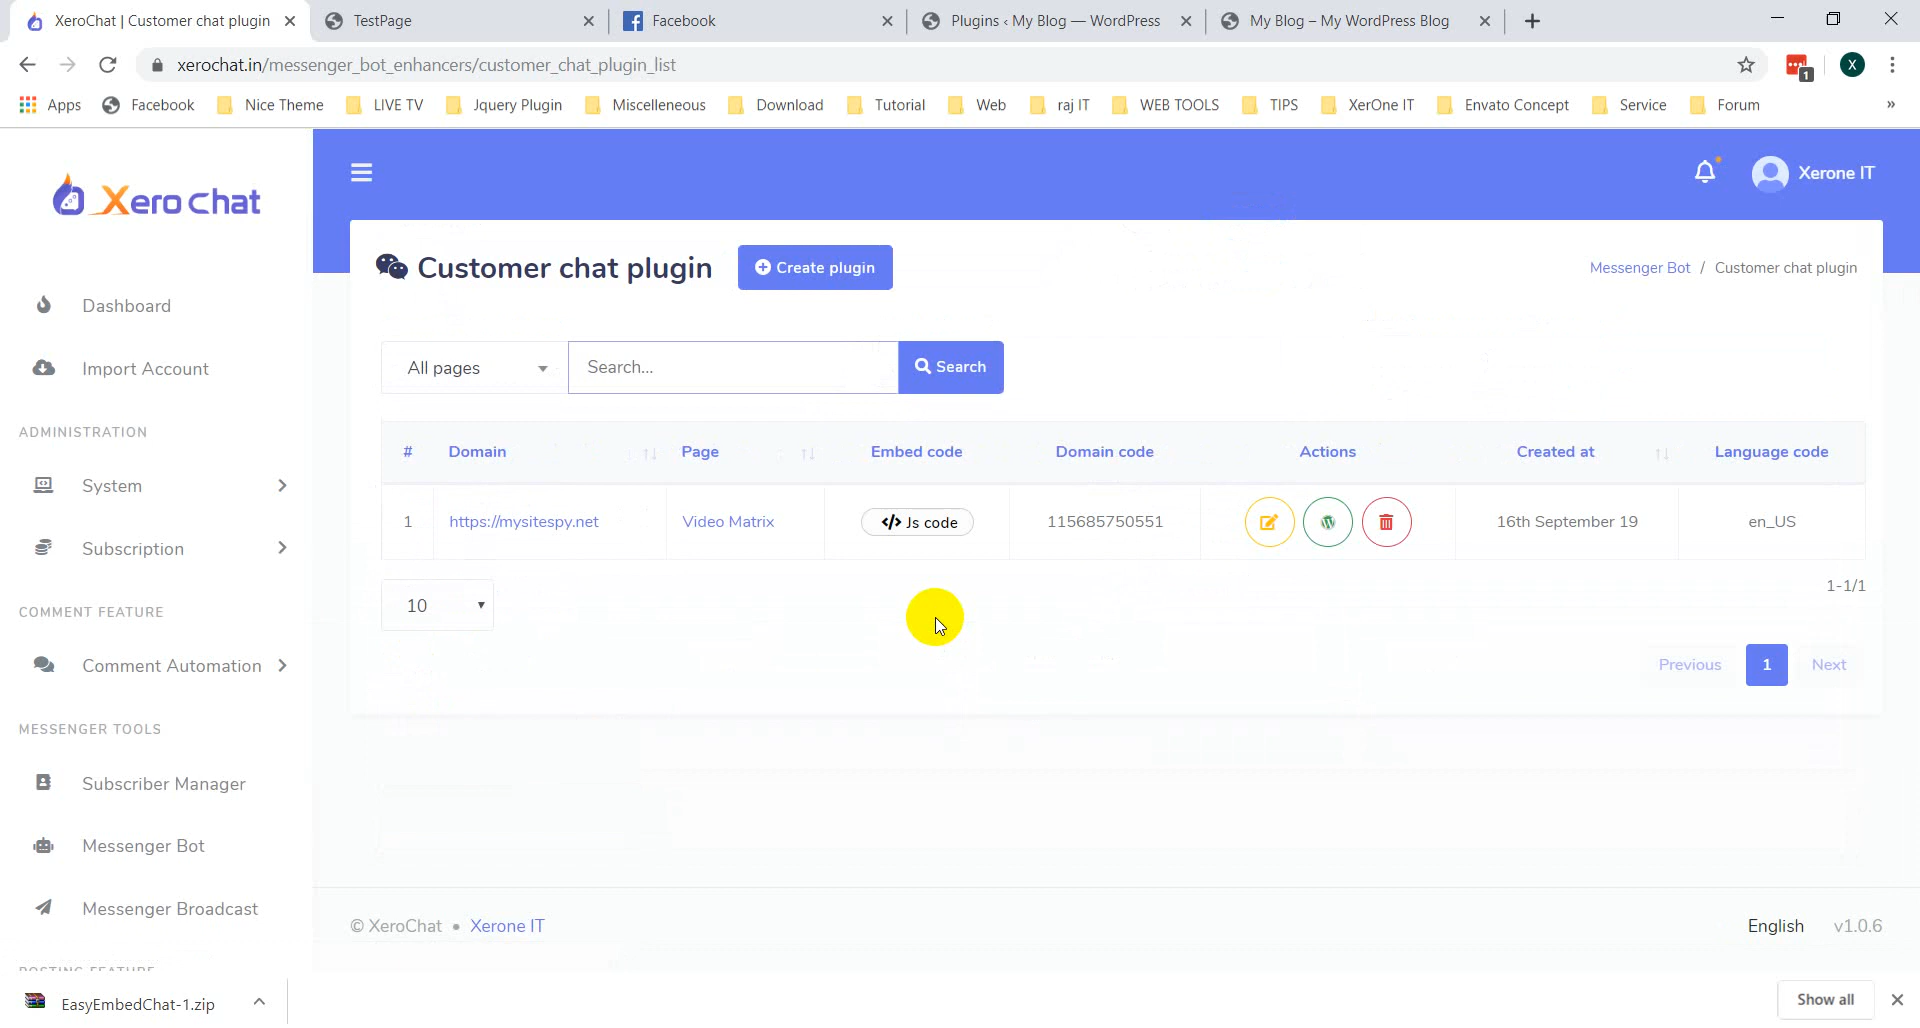 XeroChat | Customer chat plugin
TestPage
Facebook
Plugins ‹ My Blog — WordPress
My Blog – My WordPress Blog
xerochat.in/messenger_bot_enhancers/customer_chat_plugin_list
1
X
Apps
Facebook
Nice Theme
LIVE TV
Jquery Plugin
Miscelleneous
Download
Tutorial
Web
raj IT
WEB TOOLS
TIPS
XerOne IT
Envato Concept
Service
Forum
»
Xero chat
Xerone IT
Customer chat plugin
Create plugin
Messenger Bot / Customer chat plugin
Dashboard
Import Account
ADMINISTRATION
System
Subscription
COMMENT FEATURE
Comment Automation
MESSENGER TOOLS
Subscriber Manager
Messenger Bot
Messenger Broadcast
POSTING FEATURE
All pages
Search...
Search
# Domain Page Embed code Domain code Actions Created at Language code
1 https://mysitespy.net Video Matrix </> Js code 115685750551 16th September 19 en_US
10
1-1/1
Previous 1 Next
© XeroChat • Xerone IT
English v1.0.6
EasyEmbedChat-1.zip
Show all